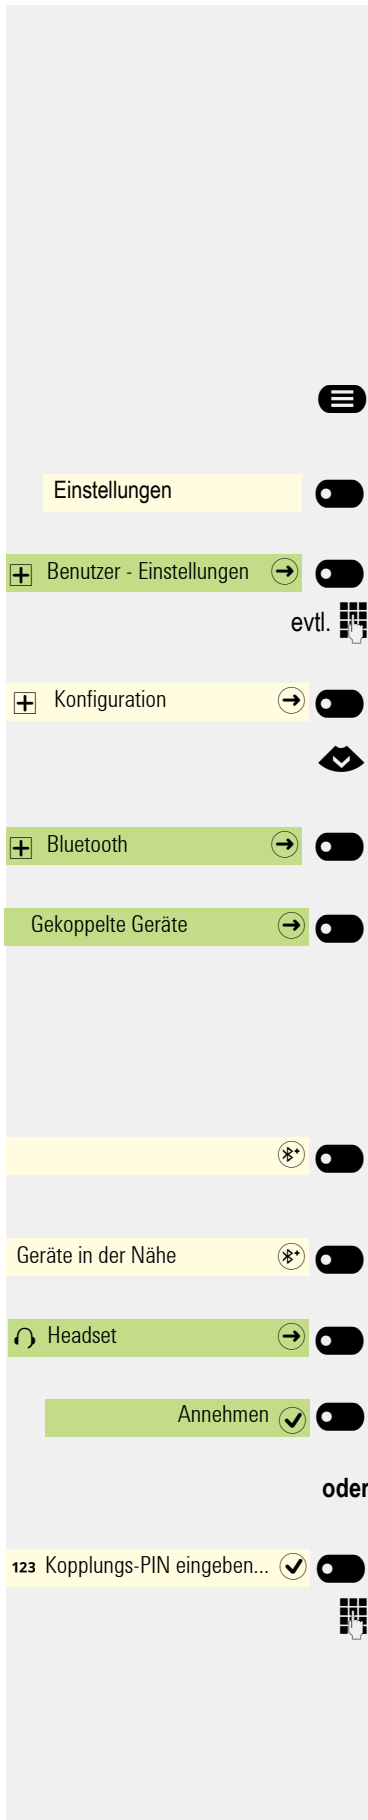 Einstellungen
Benutzer - Einstellungen
evtl.
Konfiguration
Bluetooth
Gekoppelte Geräte
Geräte in der Nähe
Headset
Annehmen
oder
123 Kopplungs-PIN eingeben...